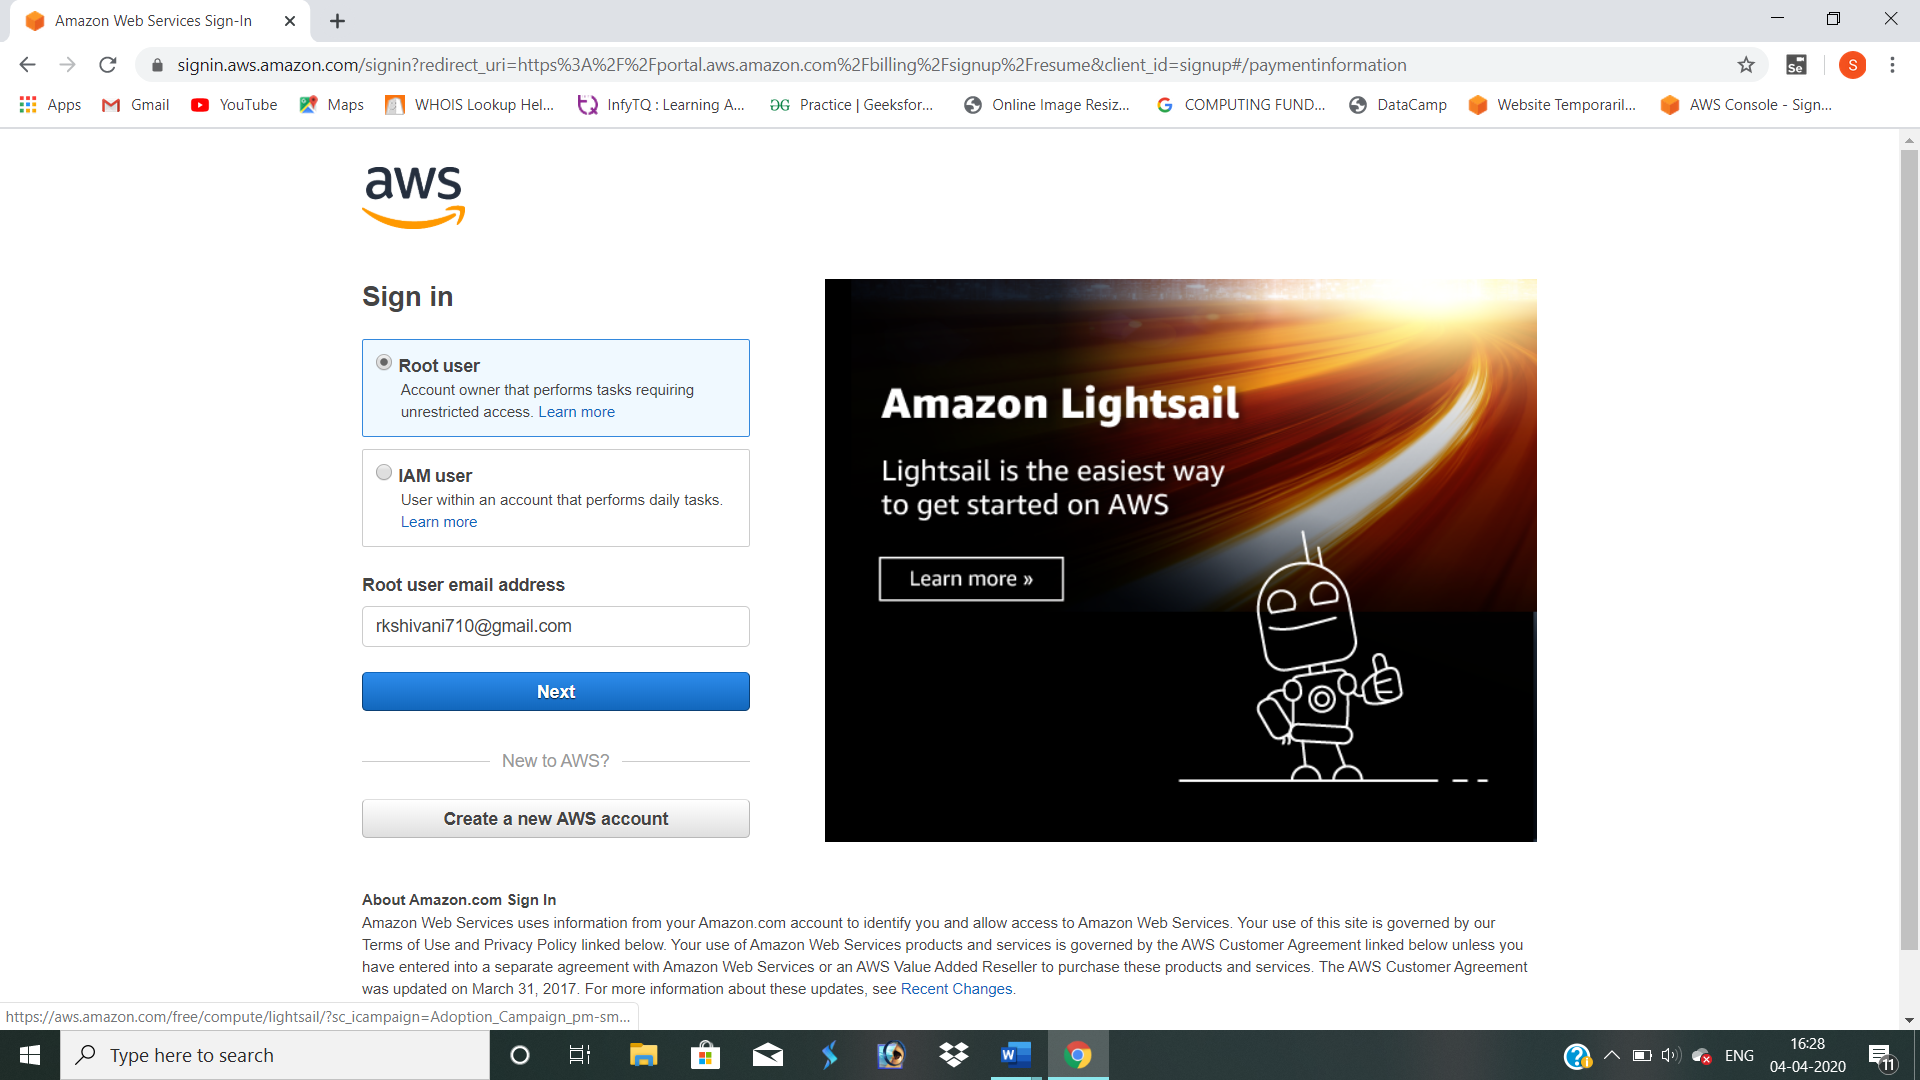 Amazon Web Services Sign-In
signin.aws.amazon.com/signin?redirect_uri=https%3A%2F%2Fportal.aws.amazon.com%2Fbilling%2Fsignup%2Fresume&client_id=signup#/paymentinformation
Se
S
Apps Gmail YouTube Maps WHOIS Lookup Hel... InfyTQ : Learning A... Practice | Geeksfor... Online Image Resiz... COMPUTING FUND... DataCamp Website Temporaril... AWS Console - Sign...
aws
Sign in
Root user
Account owner that performs tasks requiring
unrestricted access. Learn more
IAM user
User within an account that performs daily tasks.
Learn more
Root user email address
rkshivani710@gmail.com
Next
New to AWS?
Create a new AWS account
Amazon Lightsail
Lightsail is the easiest way
to get started on AWS
Learn more »
About Amazon.com Sign In
Amazon Web Services uses information from your Amazon.com account to identify you and allow access to Amazon Web Services. Your use of this site is governed by our
Terms of Use and Privacy Policy linked below. Your use of Amazon Web Services products and services is governed by the AWS Customer Agreement linked below unless you
have entered into a separate agreement with Amazon Web Services or an AWS Value Added Reseller to purchase these products and services. The AWS Customer Agreement
was updated on March 31, 2017. For more information about these updates, see Recent Changes.
https://aws.amazon.com/free/compute/lightsail/?sc_icampaign=Adoption_Campaign_pm-sm...
Type here to search
W
ENG
16:28
04-04-2020
11